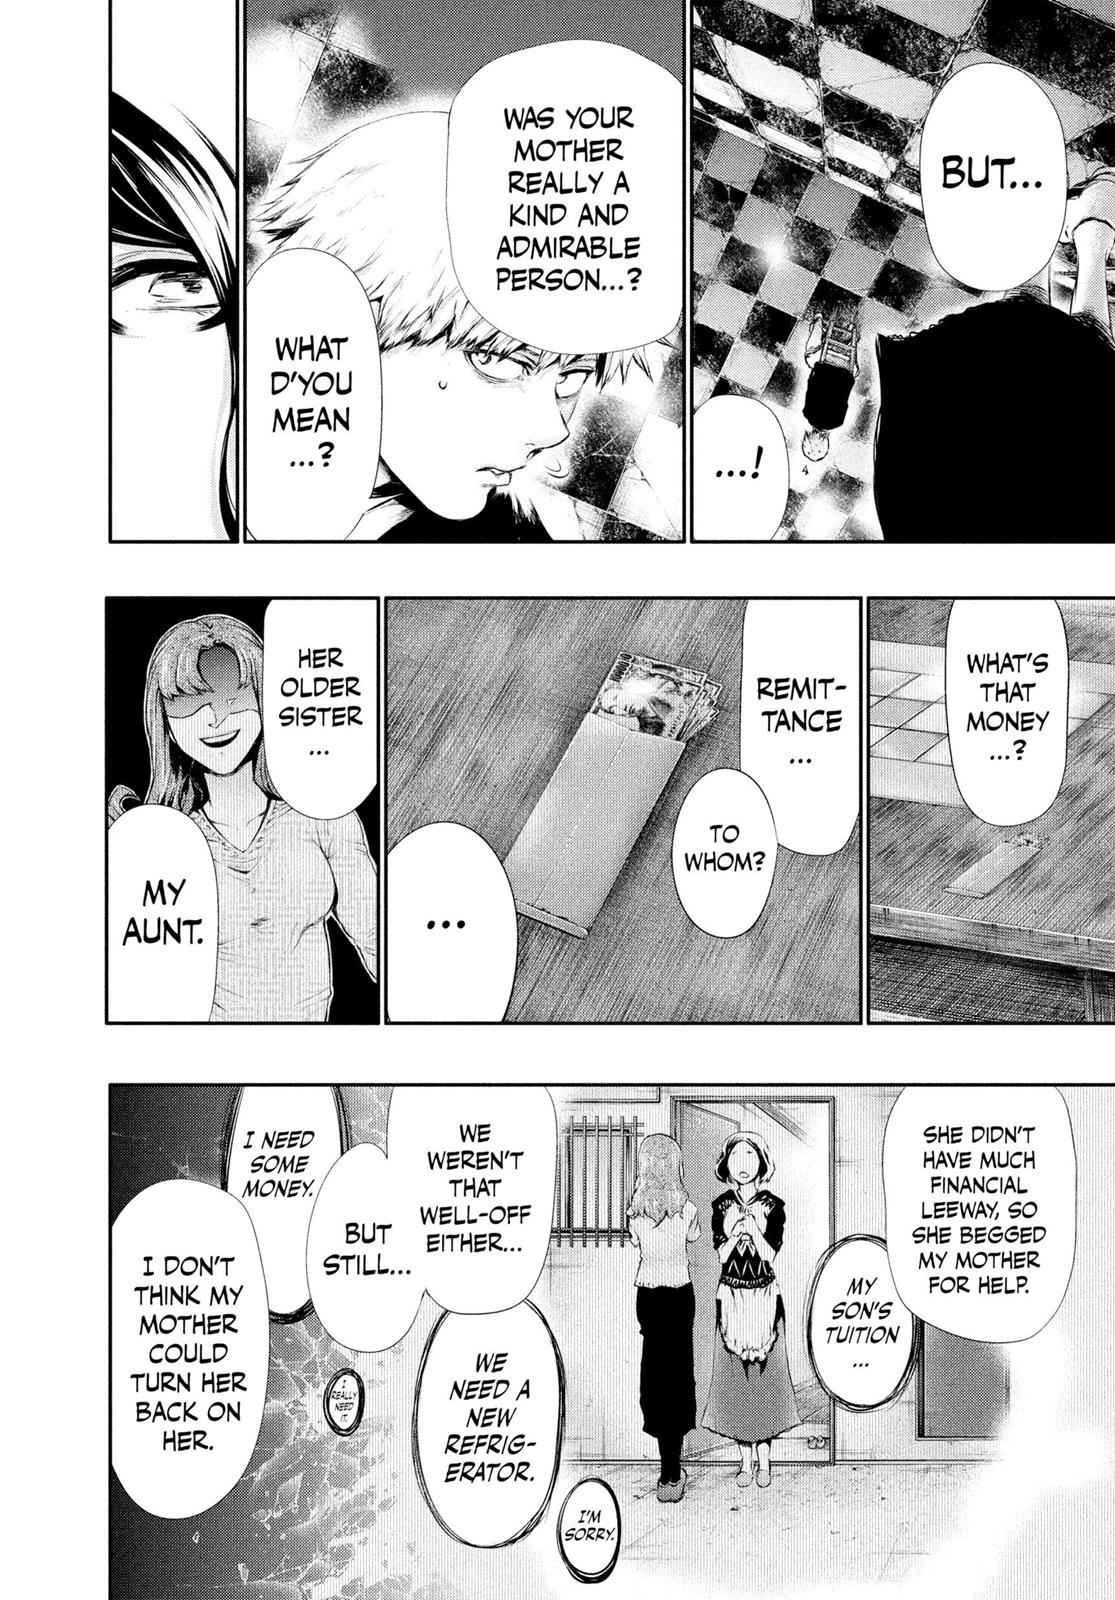 BUT...
...!
WAS YOUR
MOTHER
REALLY A
KIND AND
ADMIRABLE
PERSON...?
WHAT
D'YOU
MEAN
...?
WHAT'S
THAT
MONEY
...?
REMIT-
TANCE
...
TO
WHOM?
...
HER
OLDER
SISTER
...
MY
AUNT.
SHE DIDN'T
HAVE MUCH
FINANCIAL
LEEWAY, SO
SHE BEGGED
MY MOTHER
FOR HELP.
MY
SON'S
TUITION
...
I'M
SORRY.
WE
WEREN'T
THAT
WELL-OFF
EITHER...
WE
NEED A
NEW
REFRIG-
ERATOR.
BUT
STILL...
I
REALLY
NEED
IT.
I NEED
SOME
MONEY.
I DON'T
THINK MY
MOTHER
COULD
TURN HER
BACK ON
HER.